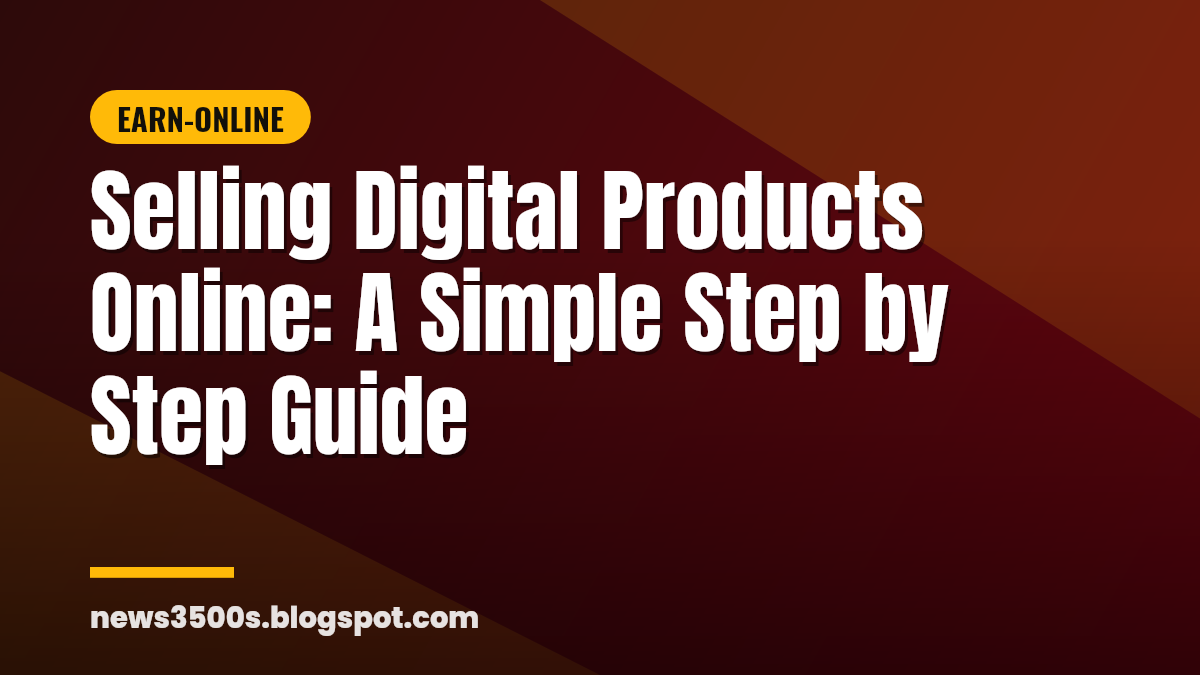 EARN-ONLINE
Selling Digital Products
Online: A Simple Step by
Step Guide
news3500s.blogspot.com